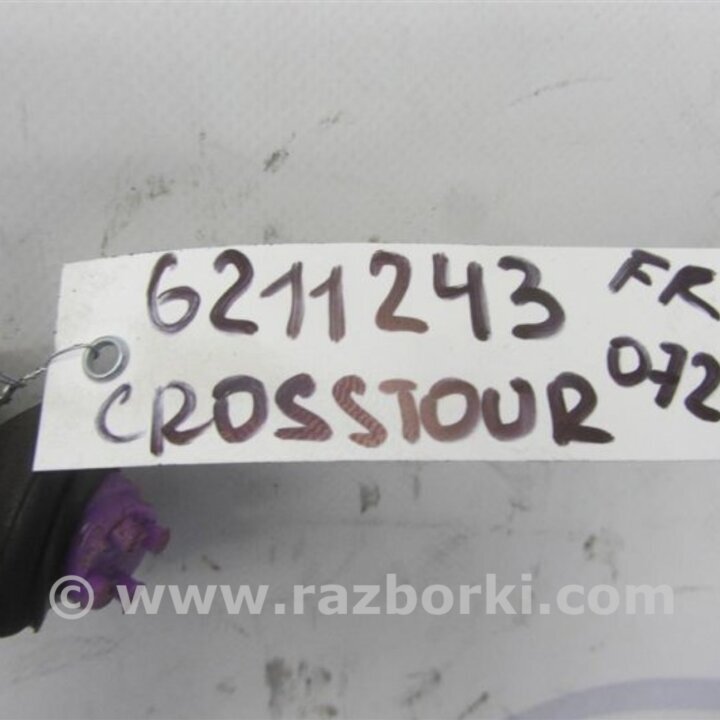 6211243 FR
CROSSTOUR 072
© www.razborki.com